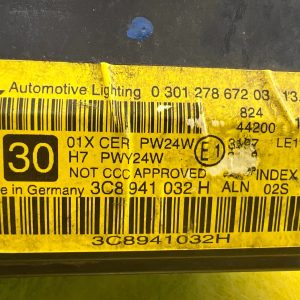 Automotive Lighting 0 301 278 672 03 13
824
44200
30 01X CER PW24W E1
H7 PWY24W
NOT CCC APPROVED INDEX
in Germany 3C8 941 032 H ALN 02S
3C8941032H